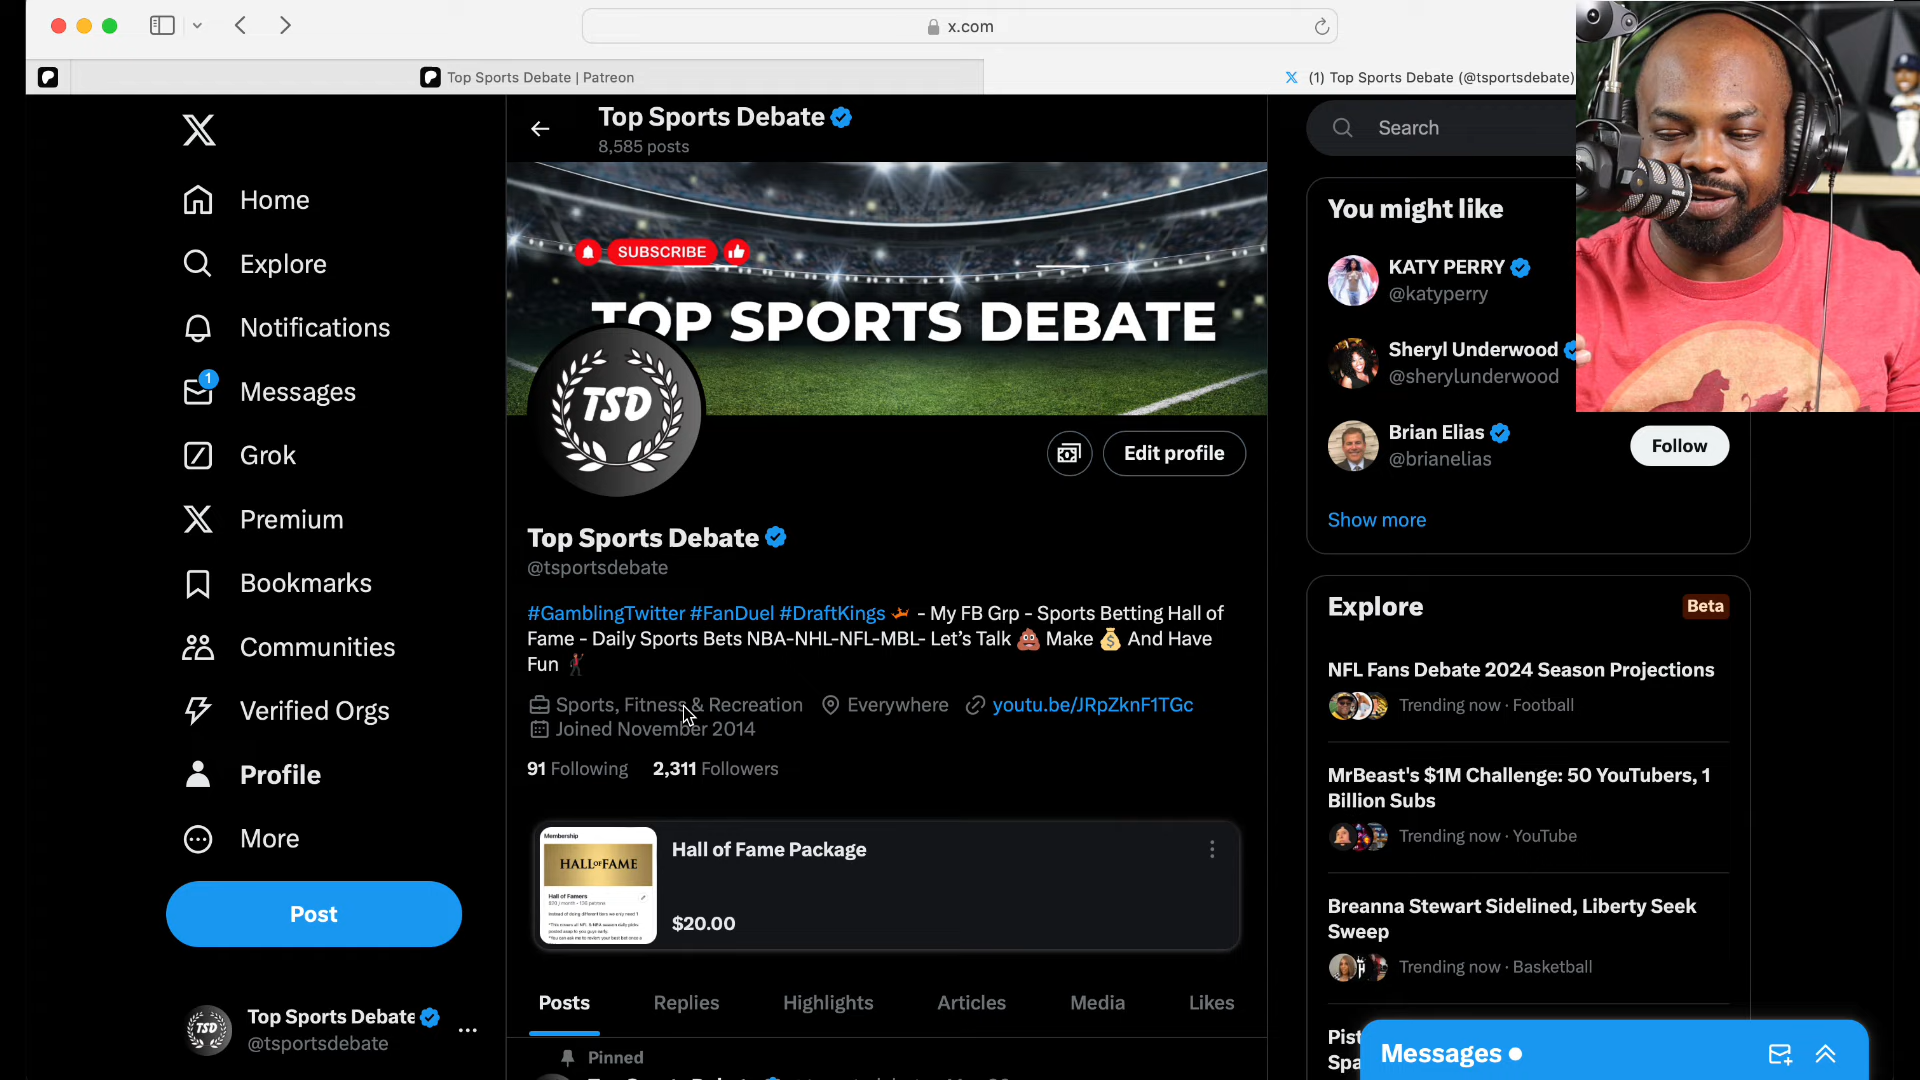 x.com
Top Sports Debate | Patreon
(1) Top Sports Debate (@tsportsdebate)
Top Sports Debate
8,585 posts
Search
Home
Explore
Notifications
1
Messages
Grok
Premium
Bookmarks
Communities
Verified Orgs
Profile
More
Post
Top Sports Debate
@tsportsdebate
SUBSCRIBE
TOP SPORTS DEBATE
TSD
Edit profile
Top Sports Debate
@tsportsdebate
#GamblingTwitter #FanDuel #DraftKings - My FB Grp - Sports Betting Hall of
Fame - Daily Sports Bets NBA-NHL-NFL-MBL- Let's Talk 💩 Make 💰 And Have
Fun
Sports, Fitness & Recreation Everywhere youtu.be/JRpZknF1TGc
Joined November 2014
91 Following 2,311 Followers
Membership
HALL OF FAME
Hall of Famers
Hall of Fame Package
$20.00
Posts Replies Highlights Articles Media Likes
Pinned
You might like
KATY PERRY
@katyperry
Sheryl Underwood
@sherylunderwood
Brian Elias
@brianelias
Follow
Show more
Explore
Beta
NFL Fans Debate 2024 Season Projections
Trending now · Football
MrBeast's $1M Challenge: 50 YouTubers, 1
Billion Subs
Trending now · YouTube
Breanna Stewart Sidelined, Liberty Seek
Sweep
Trending now · Basketball
Messages
TSD